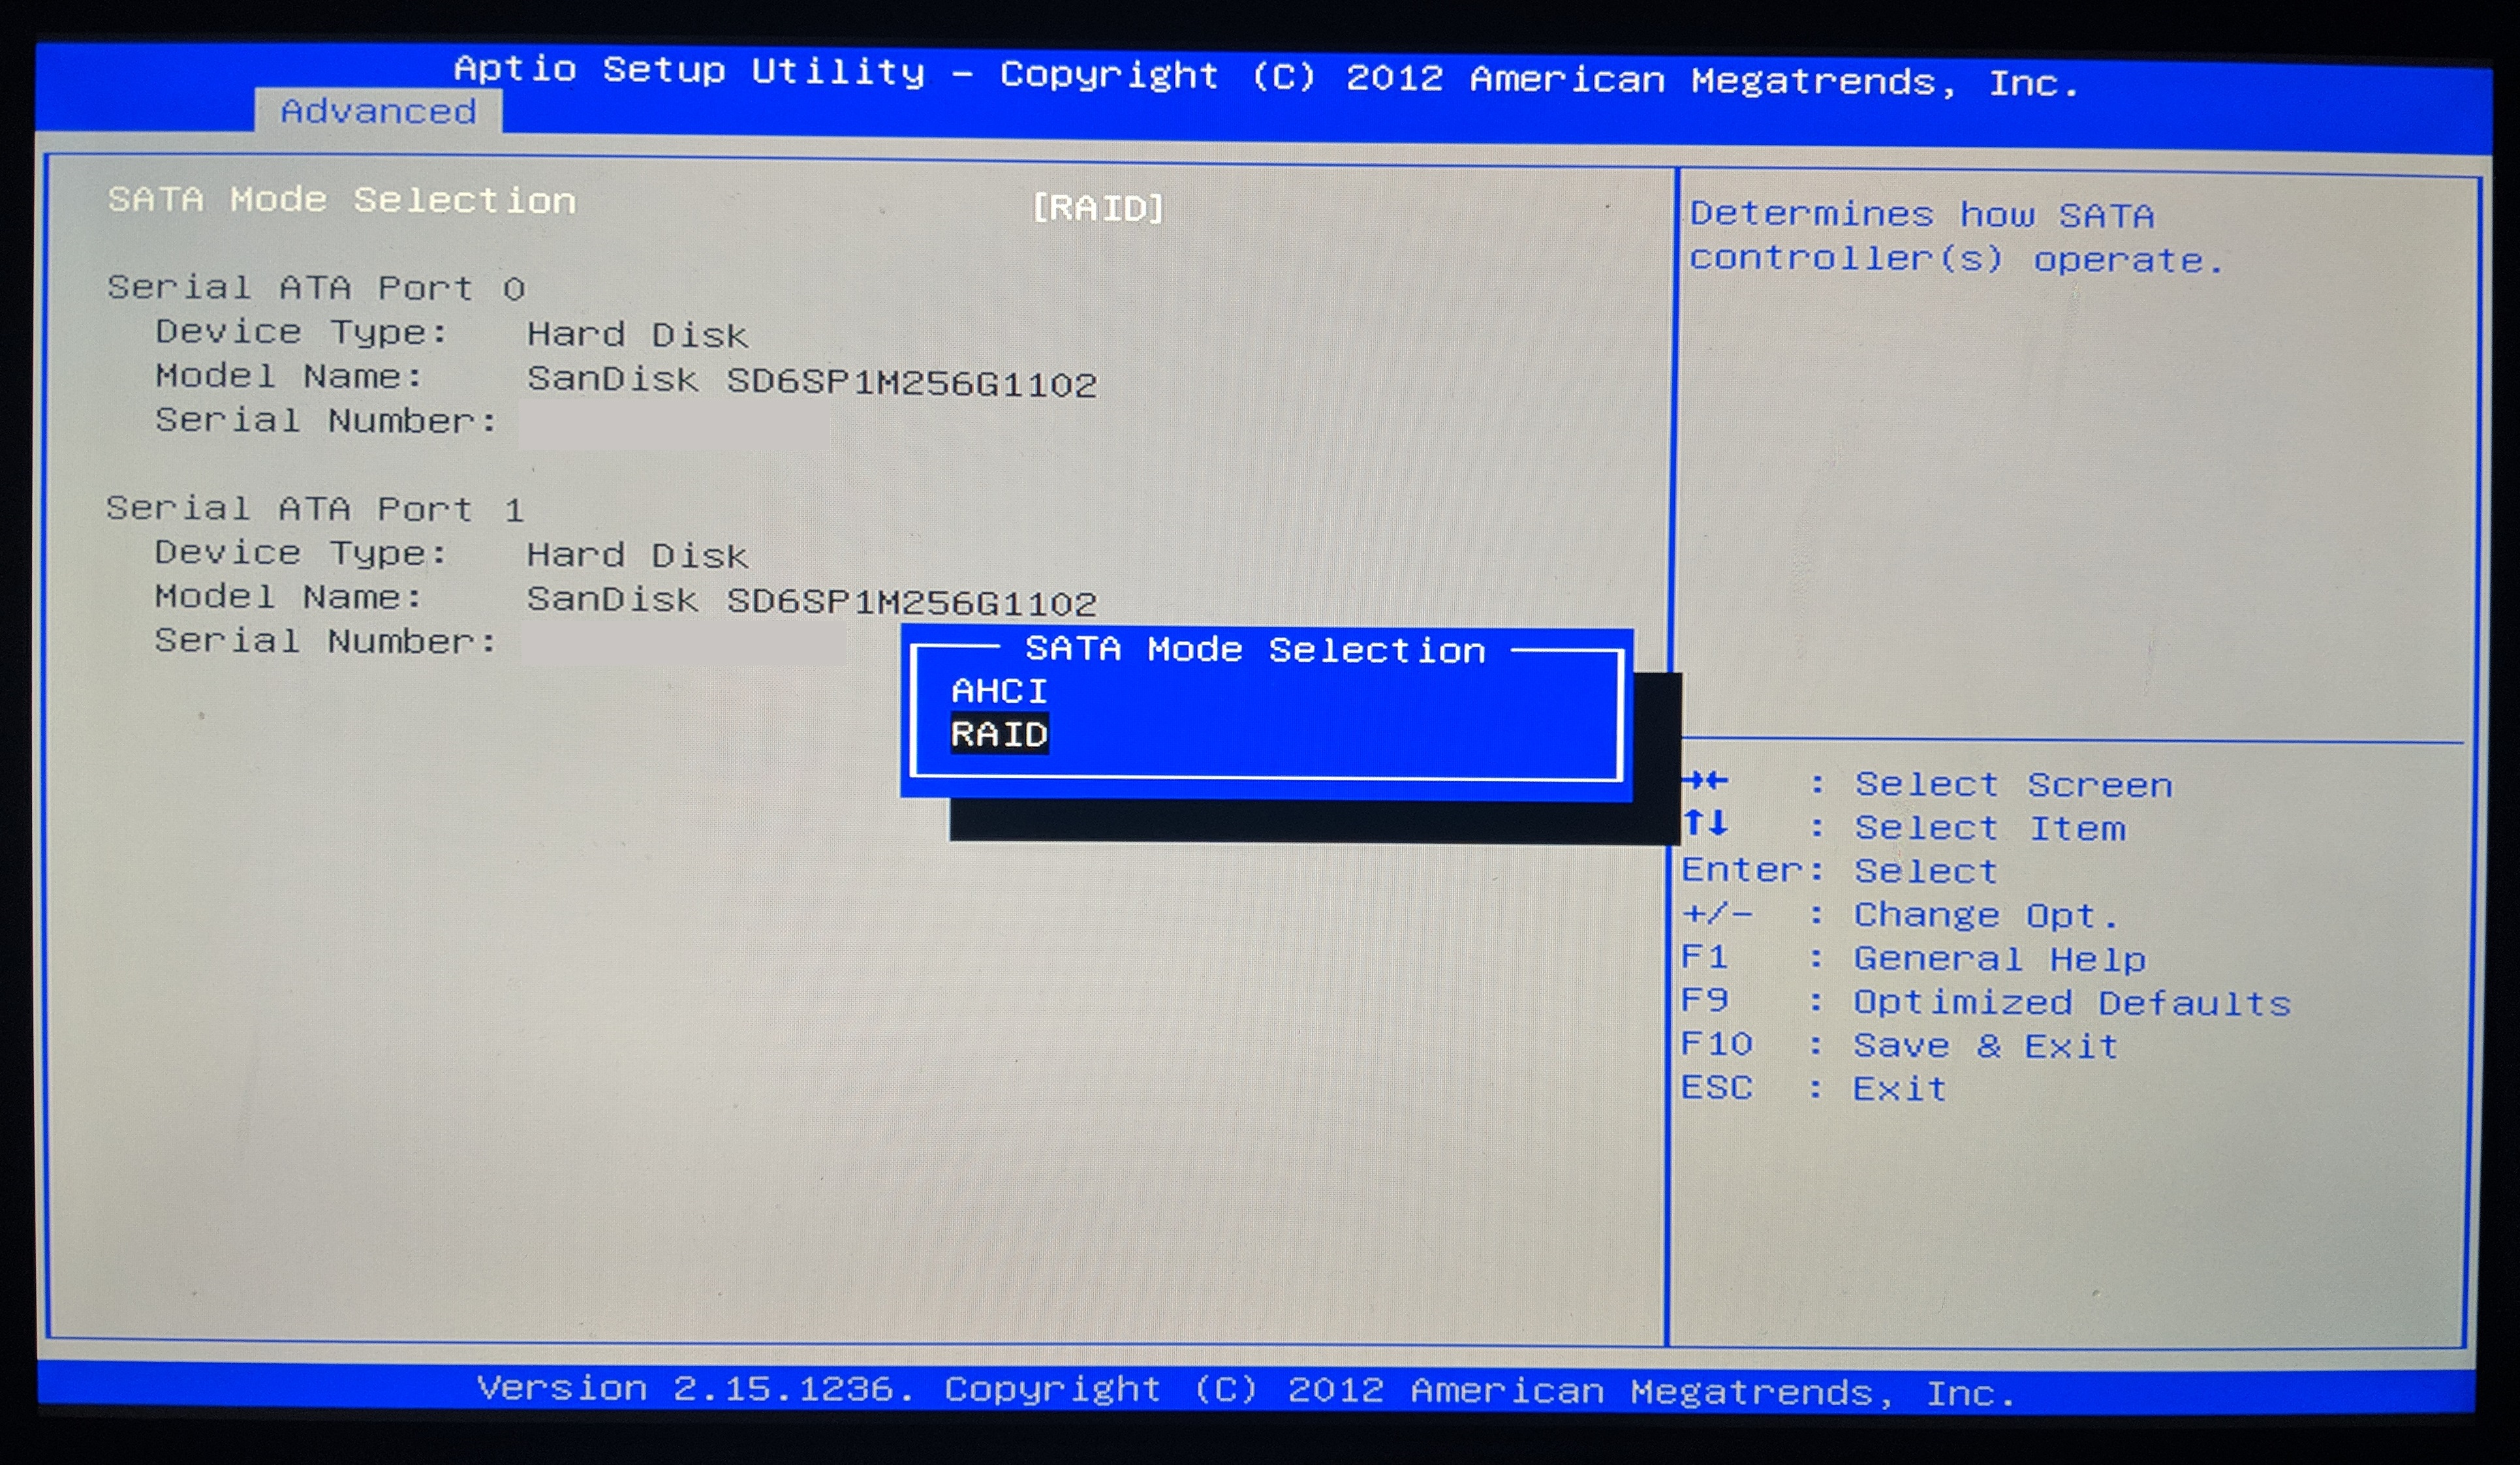 Aptio Setup Utility – Copyright (C) 2012 American Megatrends, Inc.
Advanced
SATA Mode Selection [RAID]
Serial ATA Port 0
Device Type: Hard Disk
Model Name: SanDisk SD6SP1M256G1102
Serial Number:
Serial ATA Port 1
Device Type: Hard Disk
Model Name: SanDisk SD6SP1M256G1102
Serial Number:
SATA Mode Selection
AHCI
RAID
Determines how SATA
controller(s) operate.
→← : Select Screen
↑↓ : Select Item
Enter: Select
+/– : Change Opt.
F1 : General Help
F9 : Optimized Defaults
F10 : Save & Exit
ESC : Exit
Version 2.15.1236. Copyright (C) 2012 American Megatrends, Inc.